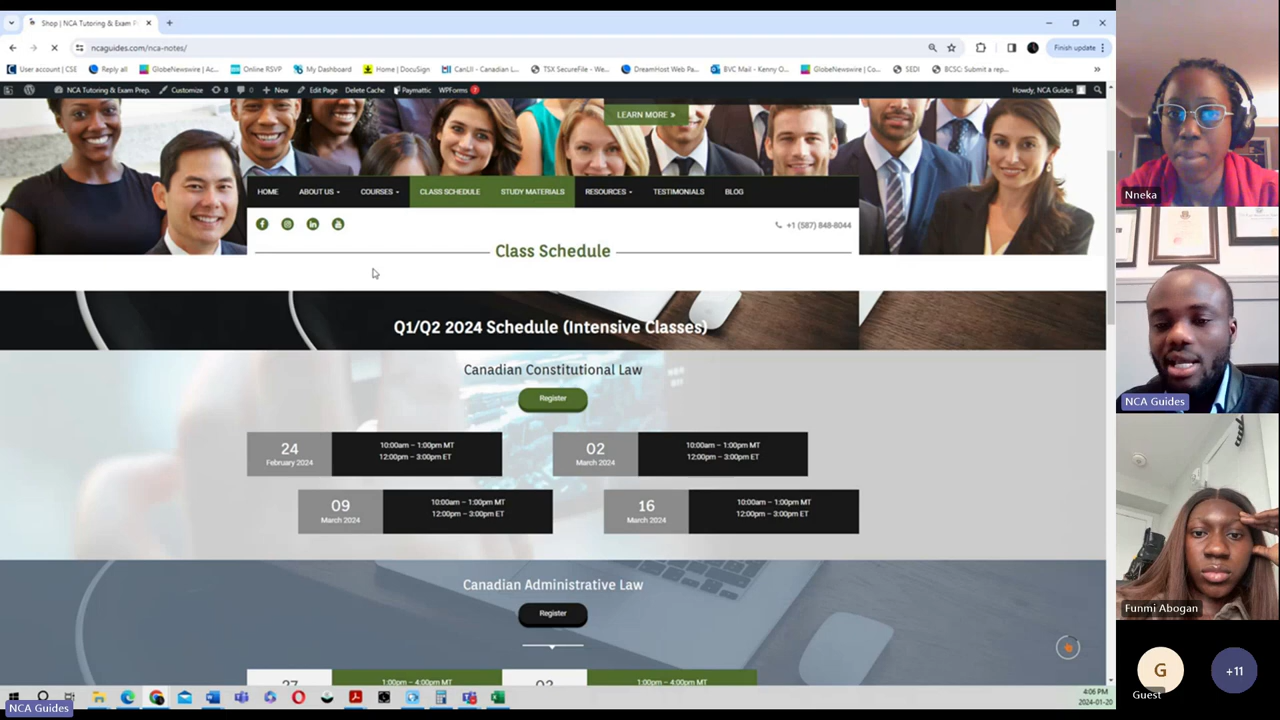 Shop | NCA Tutoring & Exam P
ncaguides.com/nca-notes/
Finish update
User account | CSE
Reply all
GlobeNewswire | Ac...
Online RSVP
My Dashboard
Home | DocuSign
CanLII - Canadian L...
TSX SecureFile - We...
DreamHost Web Pa...
BVC Mail - Kenny O...
GlobeNewswire | Co...
SEDI
BCSC: Submit a rep...
NCA Tutoring & Exam Prep.
Customize
8
New
Edit Page
Delete Cache
Paymattic
WPForms
7
Howdy, NCA Guides
LEARN MORE »
HOME
ABOUT US
COURSES
CLASS SCHEDULE
STUDY MATERIALS
RESOURCES
TESTIMONIALS
BLOG
+1 (587) 848-8044
Class Schedule
Q1/Q2 2024 Schedule (Intensive Classes)
Canadian Constitutional Law
Register
24
February 2024
10:00am – 1:00pm MT
12:00pm – 3:00pm ET
02
March 2024
10:00am – 1:00pm MT
12:00pm – 3:00pm ET
09
March 2024
10:00am – 1:00pm MT
12:00pm – 3:00pm ET
16
March 2024
10:00am – 1:00pm MT
12:00pm – 3:00pm ET
Canadian Administrative Law
Register
1:00pm – 4:00pm MT
1:00pm – 4:00pm MT
4:06 PM
2024-01-20
NCA Guides
Nneka
NCA Guides
Funmi Abogan
G
Guest
+11